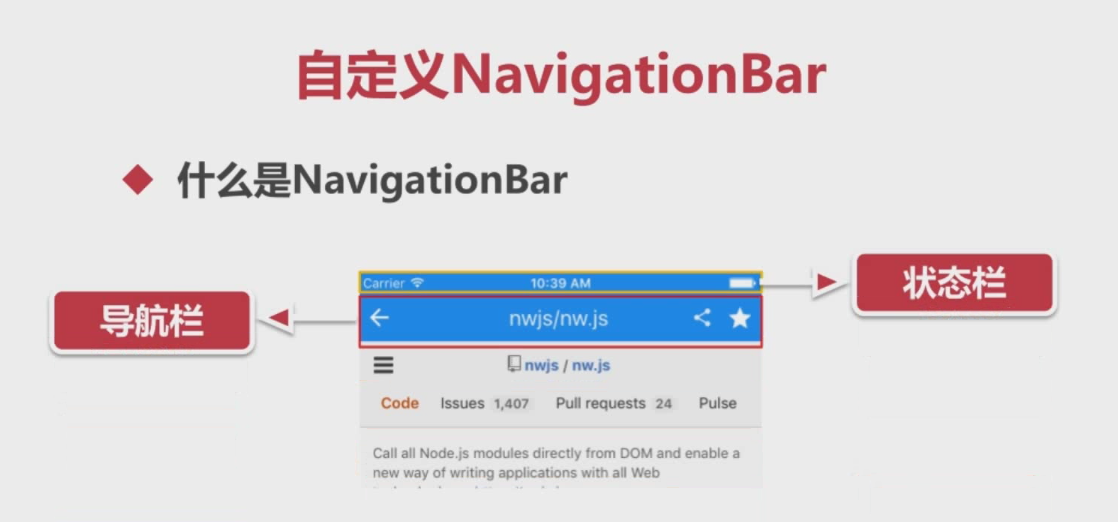 自定义NavigationBar
什么是NavigationBar
导航栏
状态栏
Carrier 10:39 AM
nwjs/nw.js
nwjs / nw.js
Code Issues 1,407 Pull requests 24 Pulse
Call all Node.js modules directly from DOM and enable a
new way of writing applications with all Web